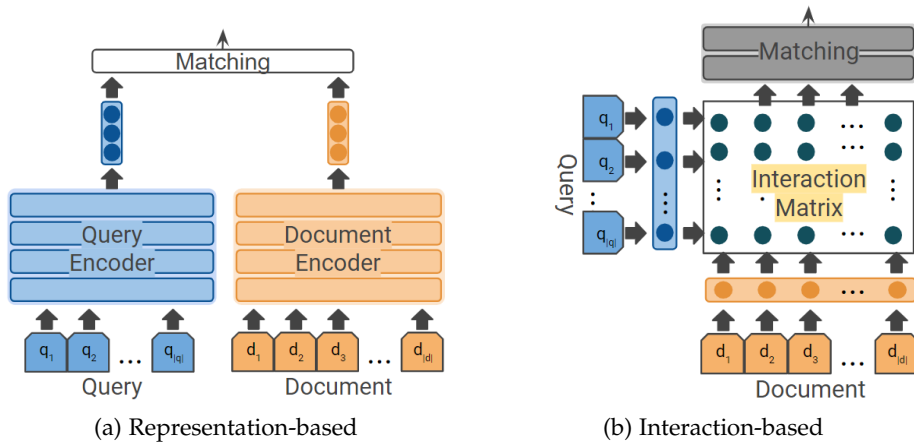 Matching
Query
Encoder
Document
Encoder
q1 q2 ... q|q|
d1 d2 d3 ... d|d|
Query
Document
(a) Representation-based
Matching
Query
q1
q2
q|q|
Interaction
Matrix
d1 d2 d3 ... d|d|
Document
(b) Interaction-based